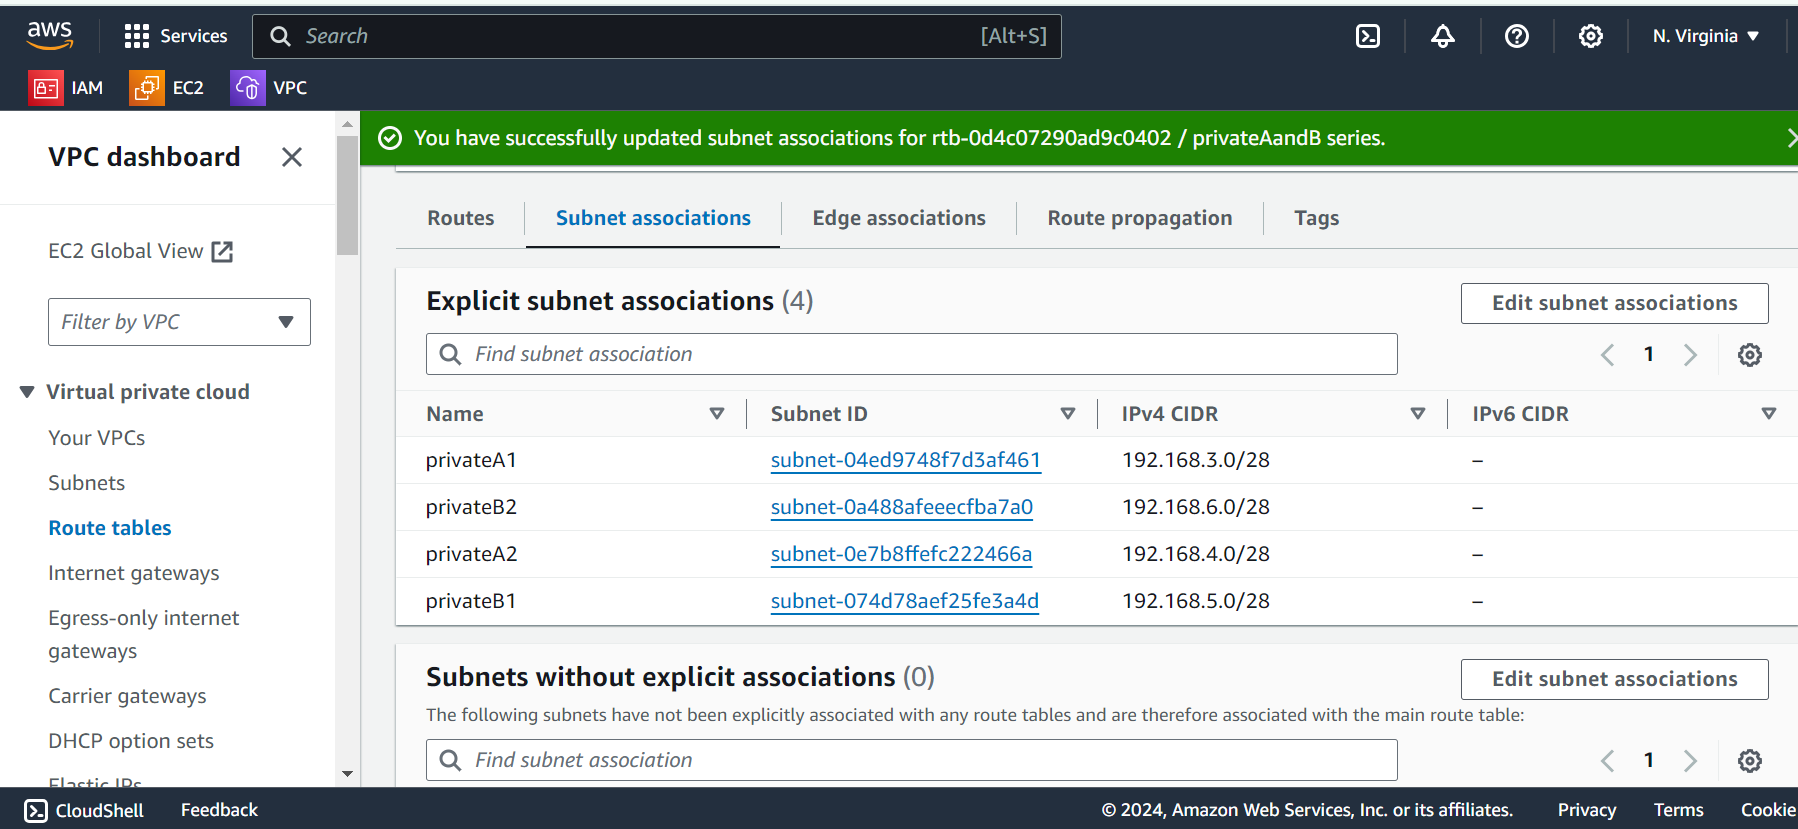 aws
Services
Search
[Alt+S]
N. Virginia
IAM
EC2
VPC
VPC dashboard
You have successfully updated subnet associations for rtb-0d4c07290ad9c0402 / privateAandB series.
EC2 Global View
Filter by VPC
Virtual private cloud
Your VPCs
Subnets
Route tables
Internet gateways
Egress-only internet
gateways
Carrier gateways
DHCP option sets
Elastic IPs
Routes
Subnet associations
Edge associations
Route propagation
Tags
Explicit subnet associations (4)
Edit subnet associations
Find subnet association
1
Name
Subnet ID
IPv4 CIDR
IPv6 CIDR
privateA1 subnet-04ed9748f7d3af461 192.168.3.0/28 –
privateB2 subnet-0a488afeeecfba7a0 192.168.6.0/28 –
privateA2 subnet-0e7b8ffefc222466a 192.168.4.0/28 –
privateB1 subnet-074d78aef25fe3a4d 192.168.5.0/28 –
Subnets without explicit associations (0)
Edit subnet associations
The following subnets have not been explicitly associated with any route tables and are therefore associated with the main route table:
Find subnet association
1
CloudShell
Feedback
© 2024, Amazon Web Services, Inc. or its affiliates.
Privacy
Terms
Cookie